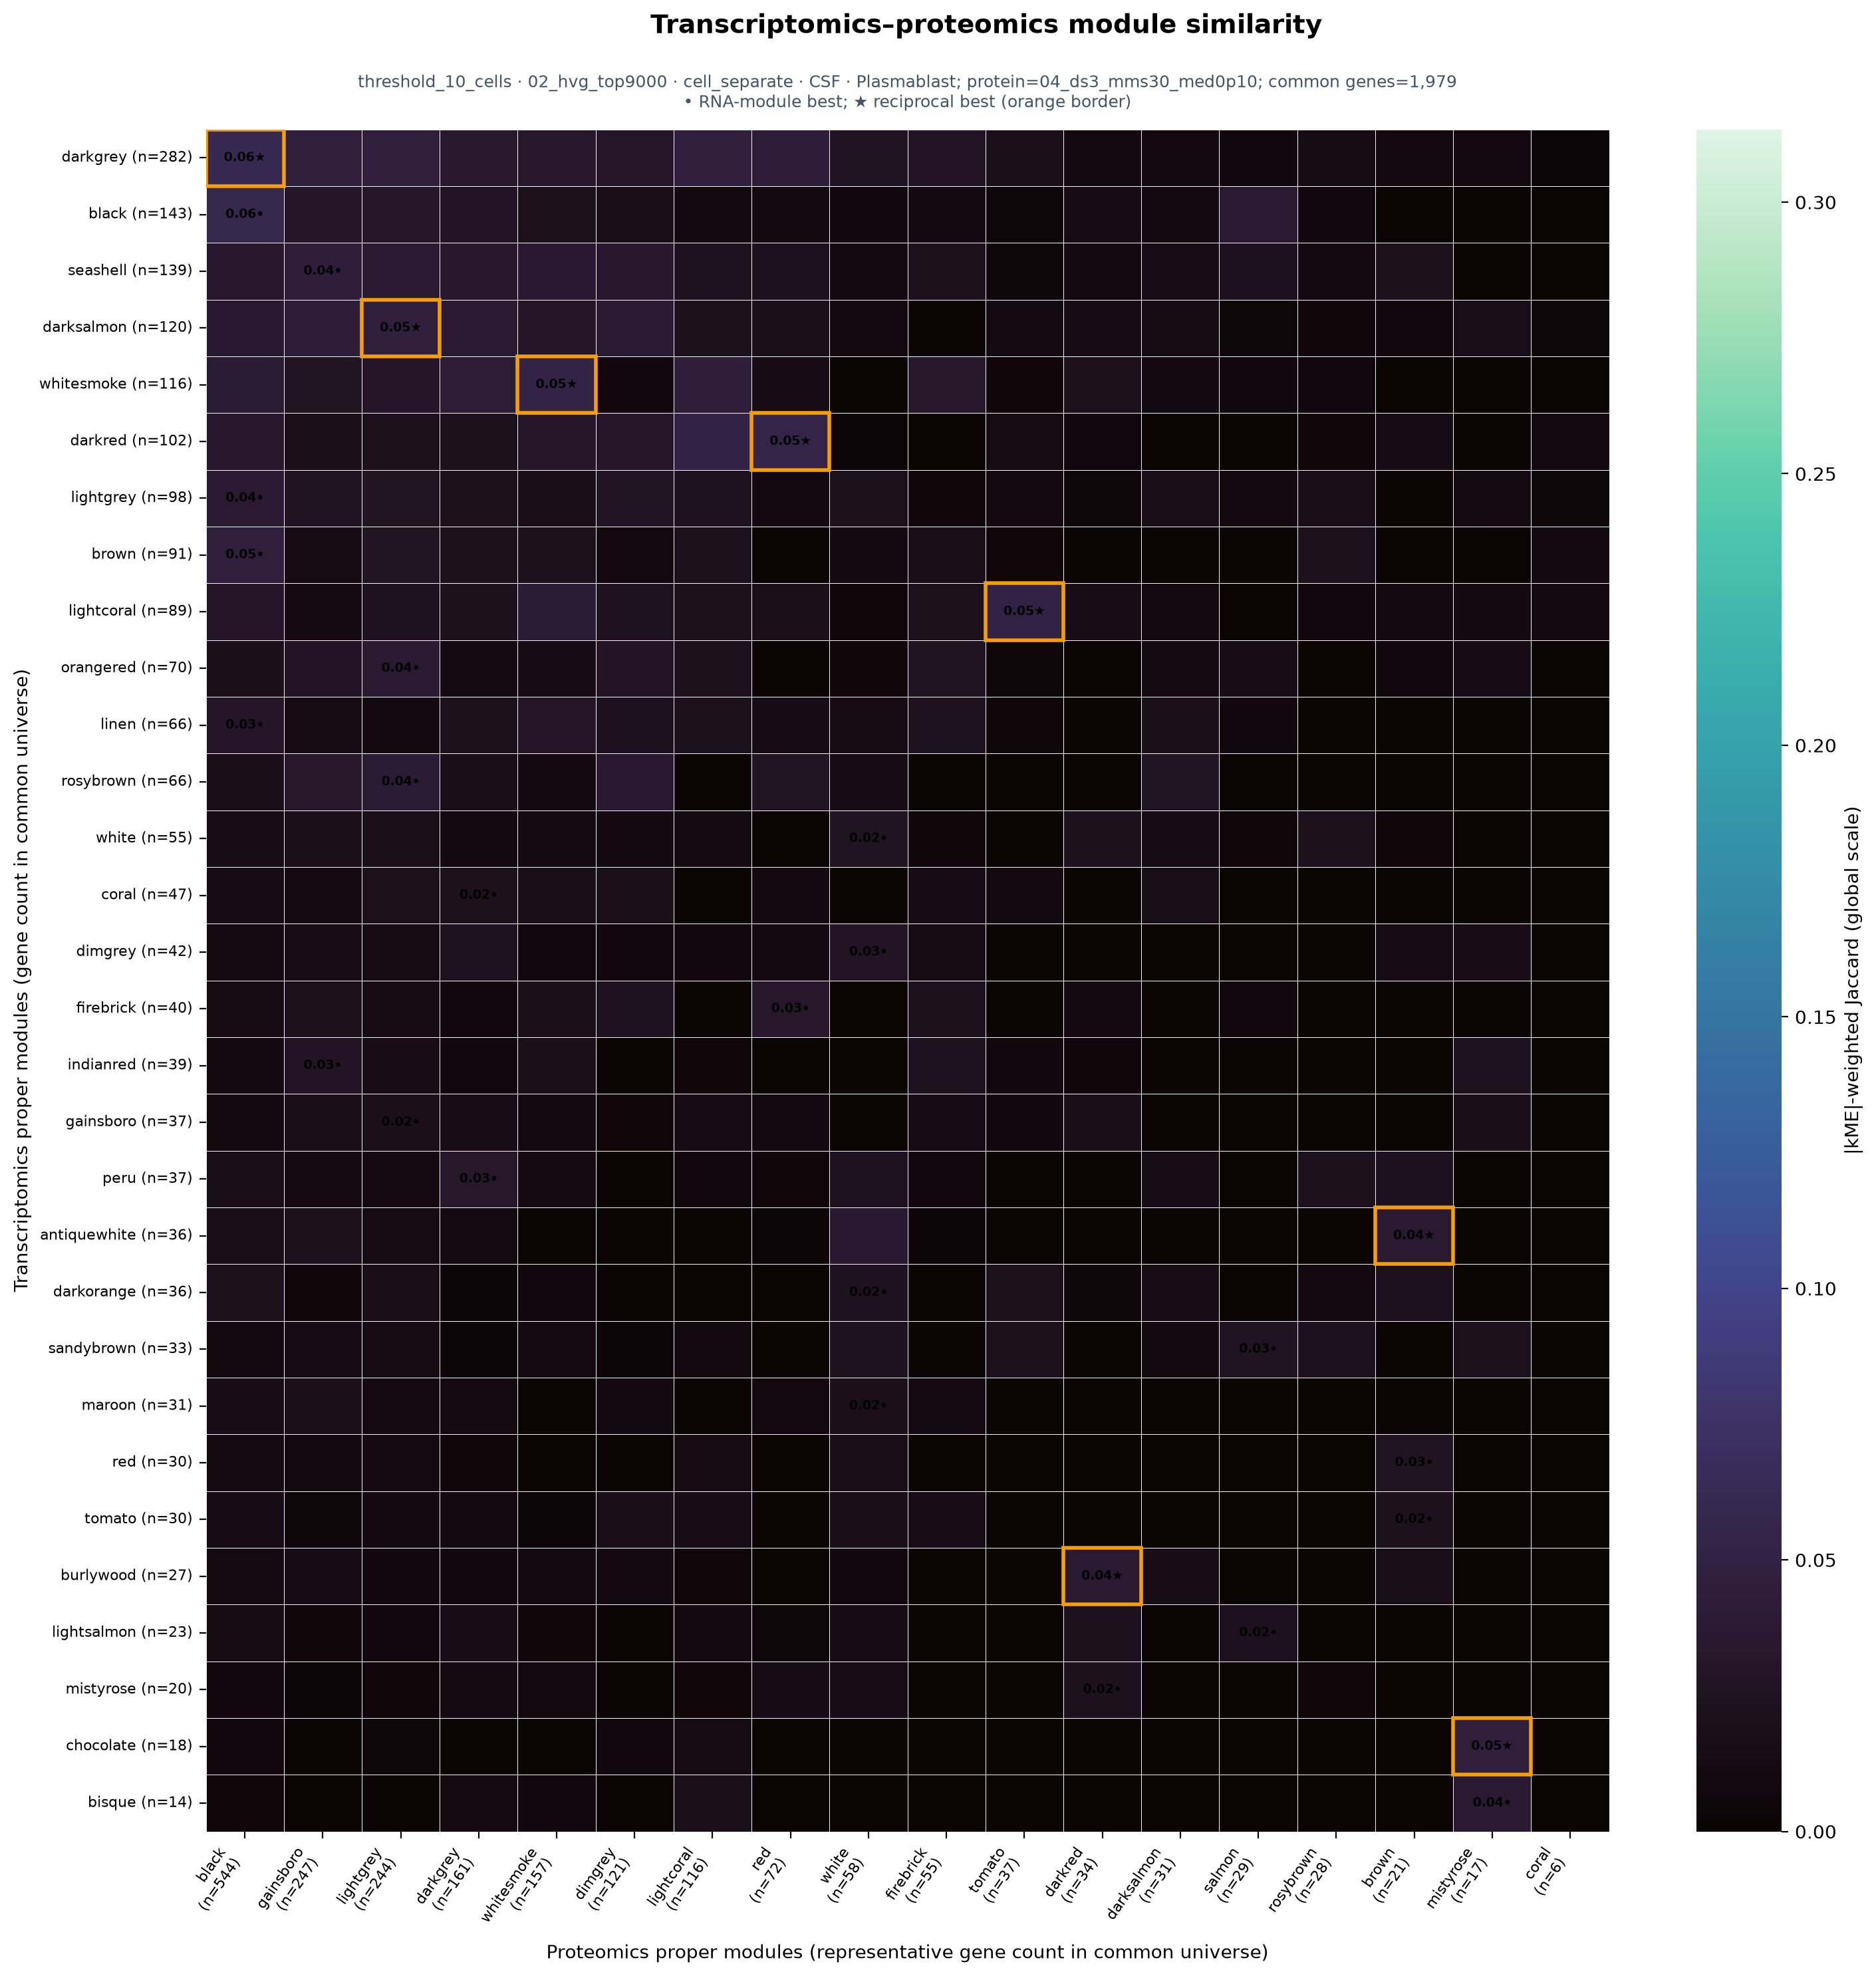 Transcriptomics–proteomics module similarity
threshold_10_cells · 02_hvg_top9000 · cell_separate · CSF · Plasmablast; protein=04_ds3_mms30_med0p10; common genes=1,979
• RNA-module best; ★ reciprocal best (orange border)
Transcriptomics proper modules (gene count in common universe)
darkgrey (n=282) 0.06★
black (n=143) 0.06•
seashell (n=139) 0.04•
darksalmon (n=120) 0.05★
whitesmoke (n=116) 0.05★
darkred (n=102) 0.05★
lightgrey (n=98) 0.04•
brown (n=91) 0.05•
lightcoral (n=89) 0.05★
orangered (n=70) 0.04•
linen (n=66) 0.03•
rosybrown (n=66) 0.04•
white (n=55) 0.02•
coral (n=47) 0.02•
dimgrey (n=42) 0.03•
firebrick (n=40) 0.03•
indianred (n=39) 0.03•
gainsboro (n=37) 0.02•
peru (n=37) 0.03•
antiquewhite (n=36) 0.04★
darkorange (n=36) 0.02•
sandybrown (n=33) 0.03•
maroon (n=31) 0.02•
red (n=30) 0.03•
tomato (n=30) 0.02•
burlywood (n=27) 0.04★
lightsalmon (n=23) 0.02•
mistyrose (n=20) 0.02•
chocolate (n=18) 0.05★
bisque (n=14) 0.04•
black
(n=544)
gainsboro
(n=247)
lightgrey
(n=244)
darkgrey
(n=161)
whitesmoke
(n=157)
dimgrey
(n=121)
lightcoral
(n=116)
red
(n=72)
white
(n=58)
firebrick
(n=55)
tomato
(n=37)
darkred
(n=34)
darksalmon
(n=31)
salmon
(n=29)
rosybrown
(n=28)
brown
(n=21)
mistyrose
(n=17)
coral
(n=6)
Proteomics proper modules (representative gene count in common universe)
0.30
0.25
0.20
0.15
0.10
0.05
0.00
|kME|-weighted Jaccard (global scale)